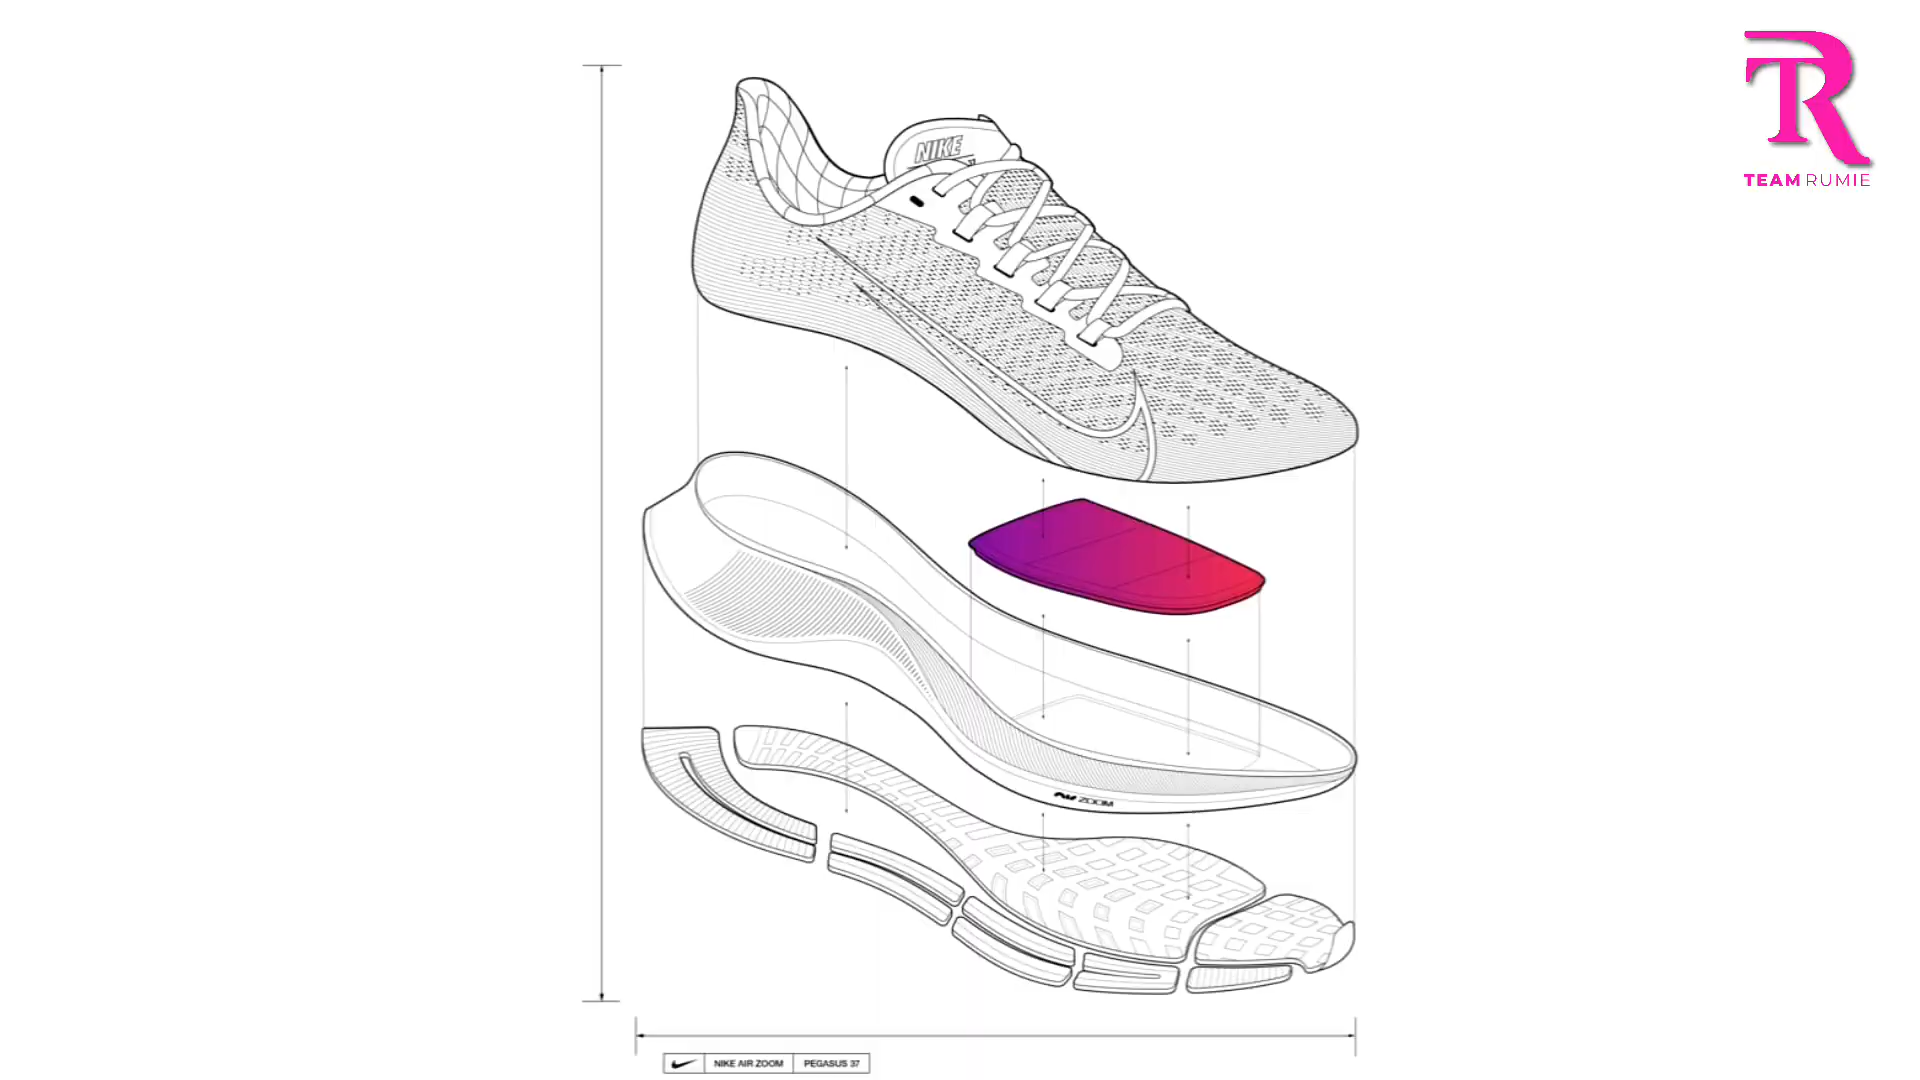 TR
TEAM RUMIE
NIKE
AIR ZOOM
NIKE AIR ZOOM PEGASUS 37